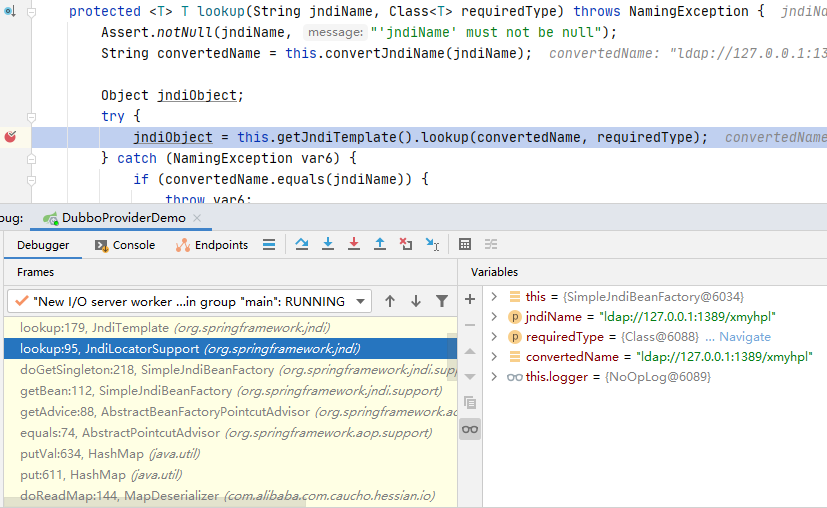 protected <T> T lookup(String jndiName, Class<T> requiredType) throws NamingException {  jndiNa
Assert.notNull(jndiName, message: "'jndiName' must not be null");
String convertedName = this.convertJndiName(jndiName);  convertedName: "ldap://127.0.0.1:13
Object jndiObject;
try {
jndiObject = this.getJndiTemplate().lookup(convertedName, requiredType);  convertedName
} catch (NamingException var6) {
if (convertedName.equals(jndiName)) {
throw var6;
bug: DubboProviderDemo ×
Debugger Console Endpoints
Frames Variables
"New I/O server worker ...in group "main": RUNNING
lookup:179, JndiTemplate (org.springframework.jndi)
lookup:95, JndiLocatorSupport (org.springframework.jndi)
doGetSingleton:218, SimpleJndiBeanFactory (org.springframework.jndi.support)
getBean:112, SimpleJndiBeanFactory (org.springframework.jndi.support)
getAdvice:88, AbstractBeanFactoryPointcutAdvisor (org.springframework.ao
equals:74, AbstractPointcutAdvisor (org.springframework.aop.support)
putVal:634, HashMap (java.util)
put:611, HashMap (java.util)
doReadMap:144, MapDeserializer (com.alibaba.com.caucho.hessian.io)
this = {SimpleJndiBeanFactory@6034}
p jndiName = "ldap://127.0.0.1:1389/xmyhpl"
p requiredType = {Class@6088} ... Navigate
convertedName = "ldap://127.0.0.1:1389/xmyhpl"
this.logger = {NoOpLog@6089}